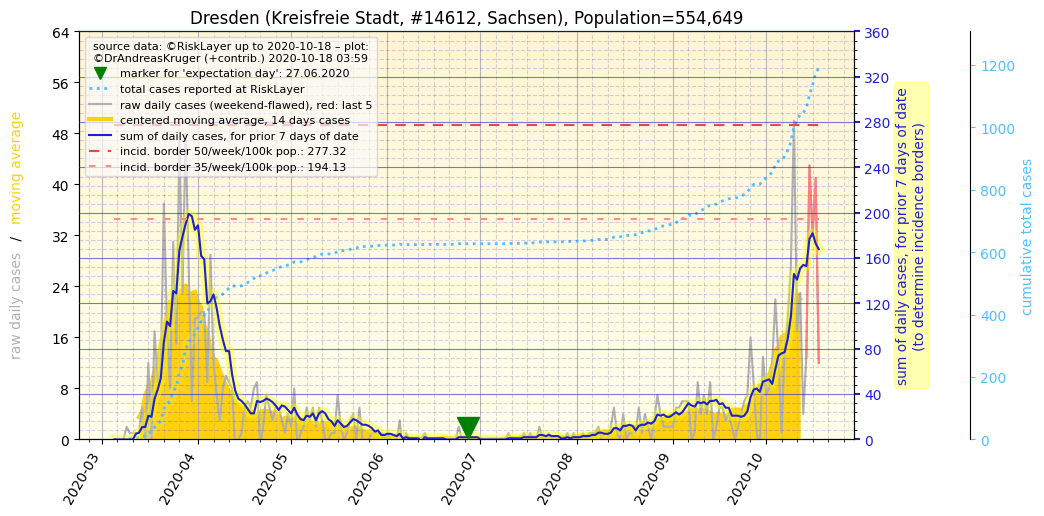 Dresden (Kreisfreie Stadt, #14612, Sachsen), Population=554,649
source data: ©RiskLayer up to 2020-10-18 – plot:
©DrAndreasKruger (+contrib.) 2020-10-18 03:59
marker for 'expectation day': 27.06.2020
total cases reported at RiskLayer
raw daily cases (weekend-flawed), red: last 5
centered moving average, 14 days cases
sum of daily cases, for prior 7 days of date
incid. border 50/week/100k pop.: 277.32
incid. border 35/week/100k pop.: 194.13
raw daily cases / moving average
64
56
48
40
32
24
16
8
0
2020-03
2020-04
2020-05
2020-06
2020-07
2020-08
2020-09
2020-10
360
320
280
240
200
160
120
80
40
0
sum of daily cases, for prior 7 days of date
(to determine incidence borders)
1200
1000
800
600
400
200
0
cumulative total cases